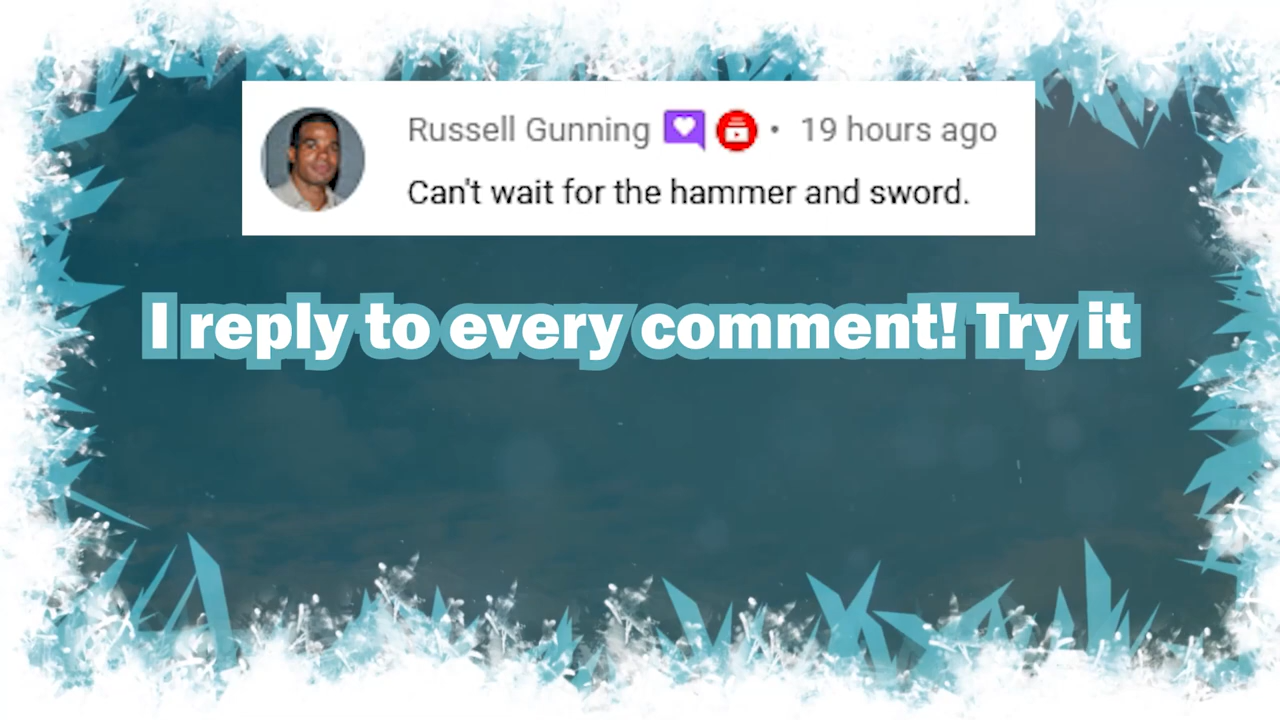 Russell Gunning • 19 hours ago
Can't wait for the hammer and sword.
I reply to every comment! Try it